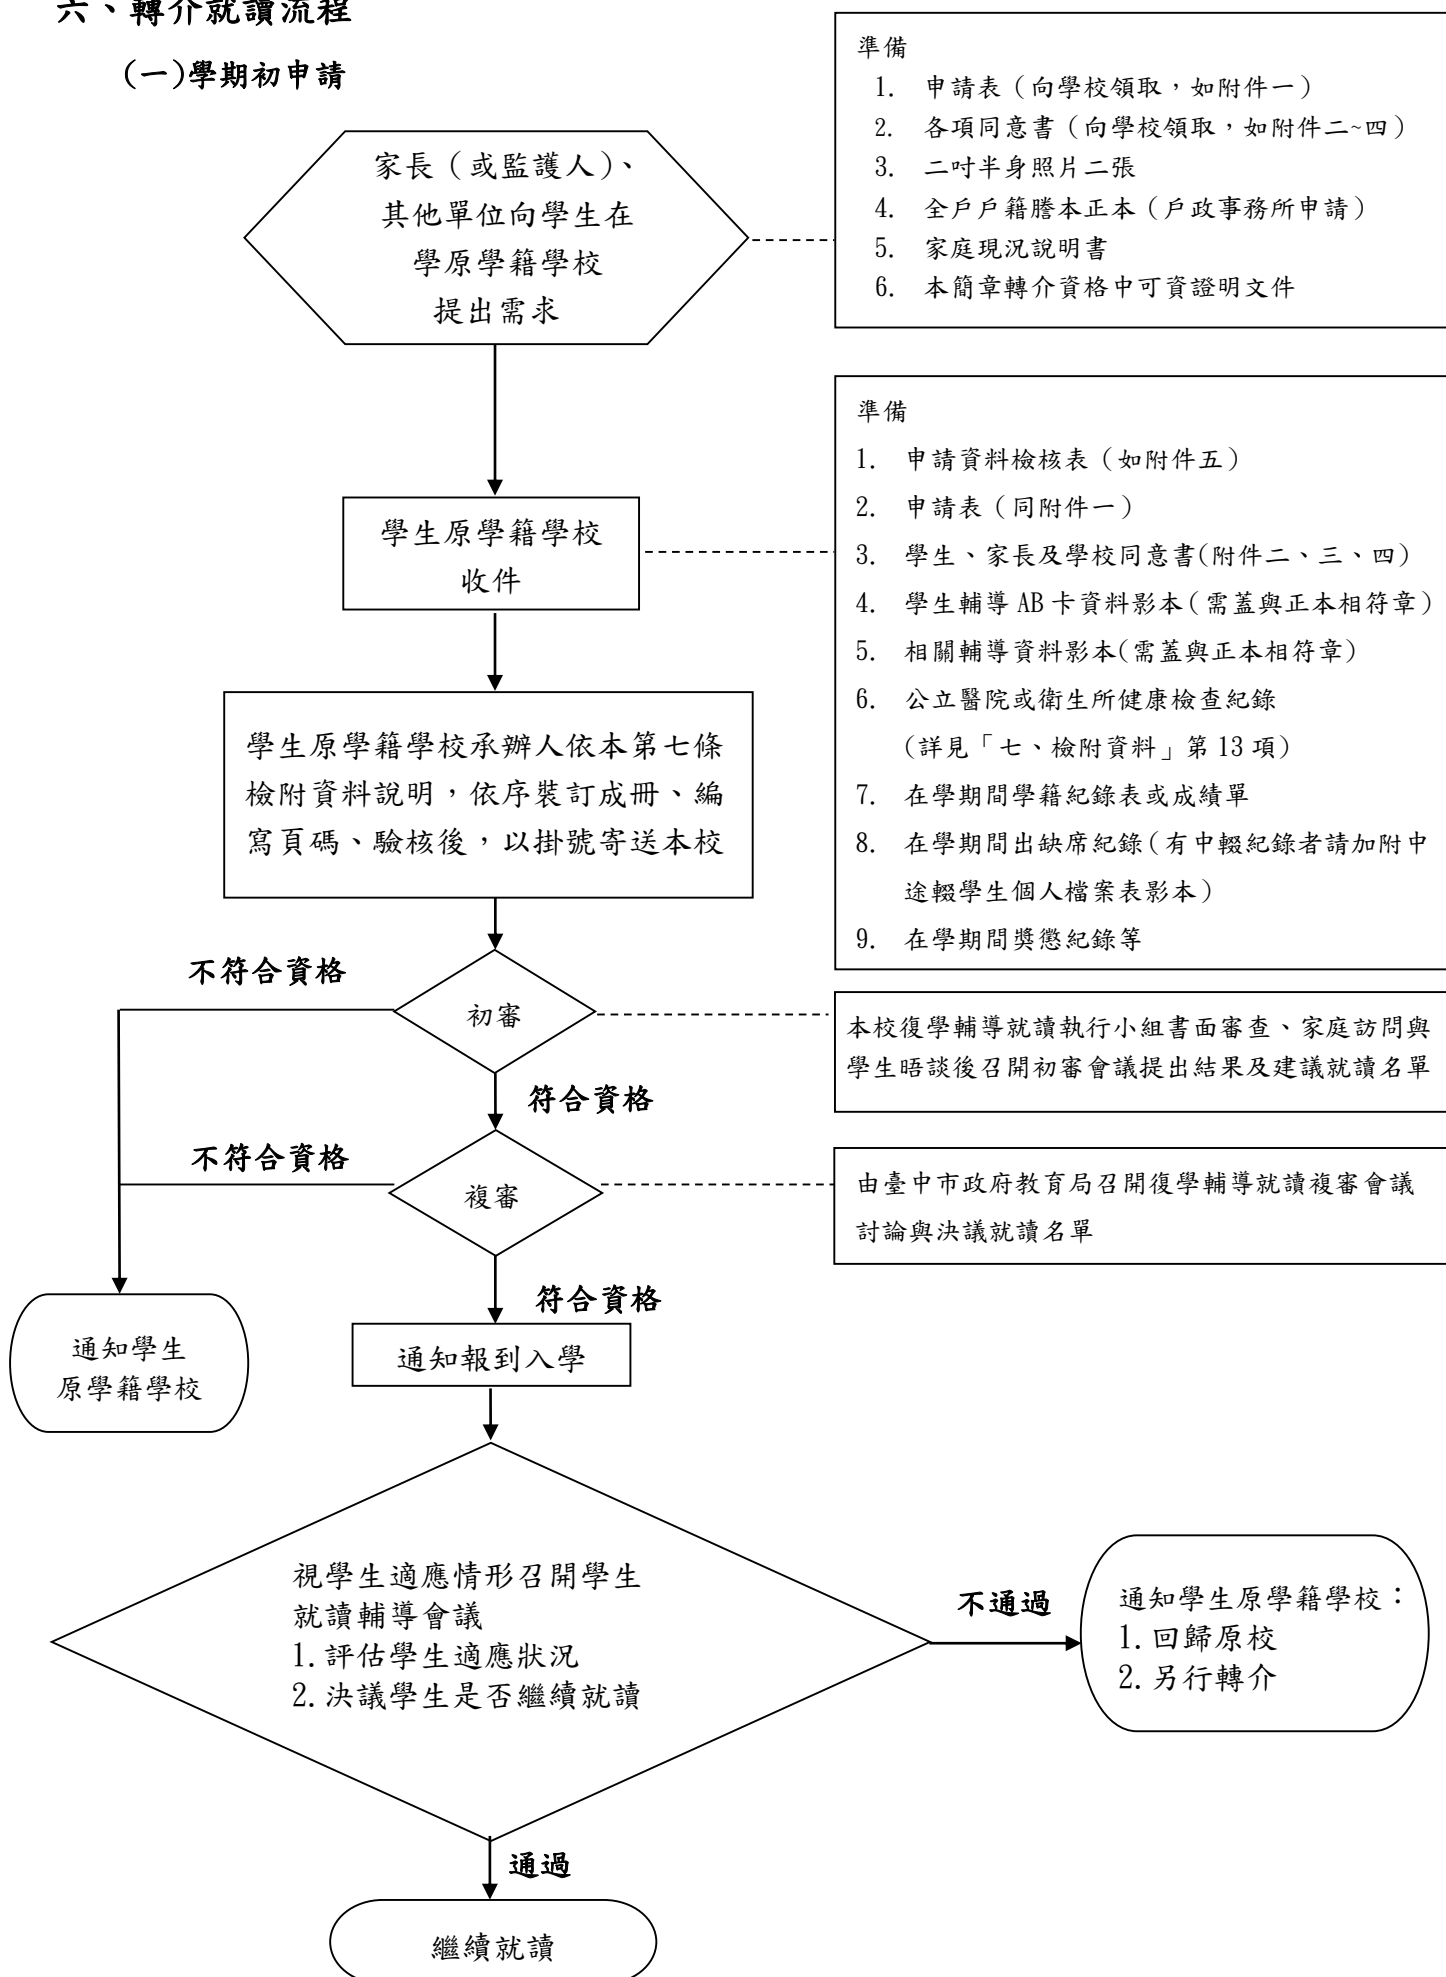 六、轉介就讀流程
(一)學期初申請
準備
1. 申請表（向學校領取，如附件一）
2. 各項同意書（向學校領取，如附件二~四）
3. 二吋半身照片二張
4. 全戶戶籍謄本正本（戶政事務所申請）
5. 家庭現況說明書
6. 本簡章轉介資格中可資證明文件
家長（或監護人）、
其他單位向學生在
學原學籍學校
提出需求
準備
1. 申請資料檢核表（如附件五）
2. 申請表（同附件一）
3. 學生、家長及學校同意書(附件二、三、四)
4. 學生輔導 AB 卡資料影本(需蓋與正本相符章)
5. 相關輔導資料影本(需蓋與正本相符章)
6. 公立醫院或衛生所健康檢查紀錄
(詳見「七、檢附資料」第 13 項)
7. 在學期間學籍紀錄表或成績單
8. 在學期間出缺席紀錄(有中輟紀錄者請加附中
途輟學生個人檔案表影本)
9. 在學期間獎懲紀錄等
學生原學籍學校
收件
學生原學籍學校承辦人依本第七條
檢附資料說明，依序裝訂成冊、編
寫頁碼、驗核後，以掛號寄送本校
不符合資格
初審
本校復學輔導就讀執行小組書面審查、家庭訪問與
學生晤談後召開初審會議提出結果及建議就讀名單
符合資格
不符合資格
複審
由臺中市政府教育局召開復學輔導就讀複審會議
討論與決議就讀名單
符合資格
通知學生
原學籍學校
通知報到入學
視學生適應情形召開學生
就讀輔導會議
1.評估學生適應狀況
2.決議學生是否繼續就讀
不通過
通知學生原學籍學校：
1.回歸原校
2.另行轉介
通過
繼續就讀